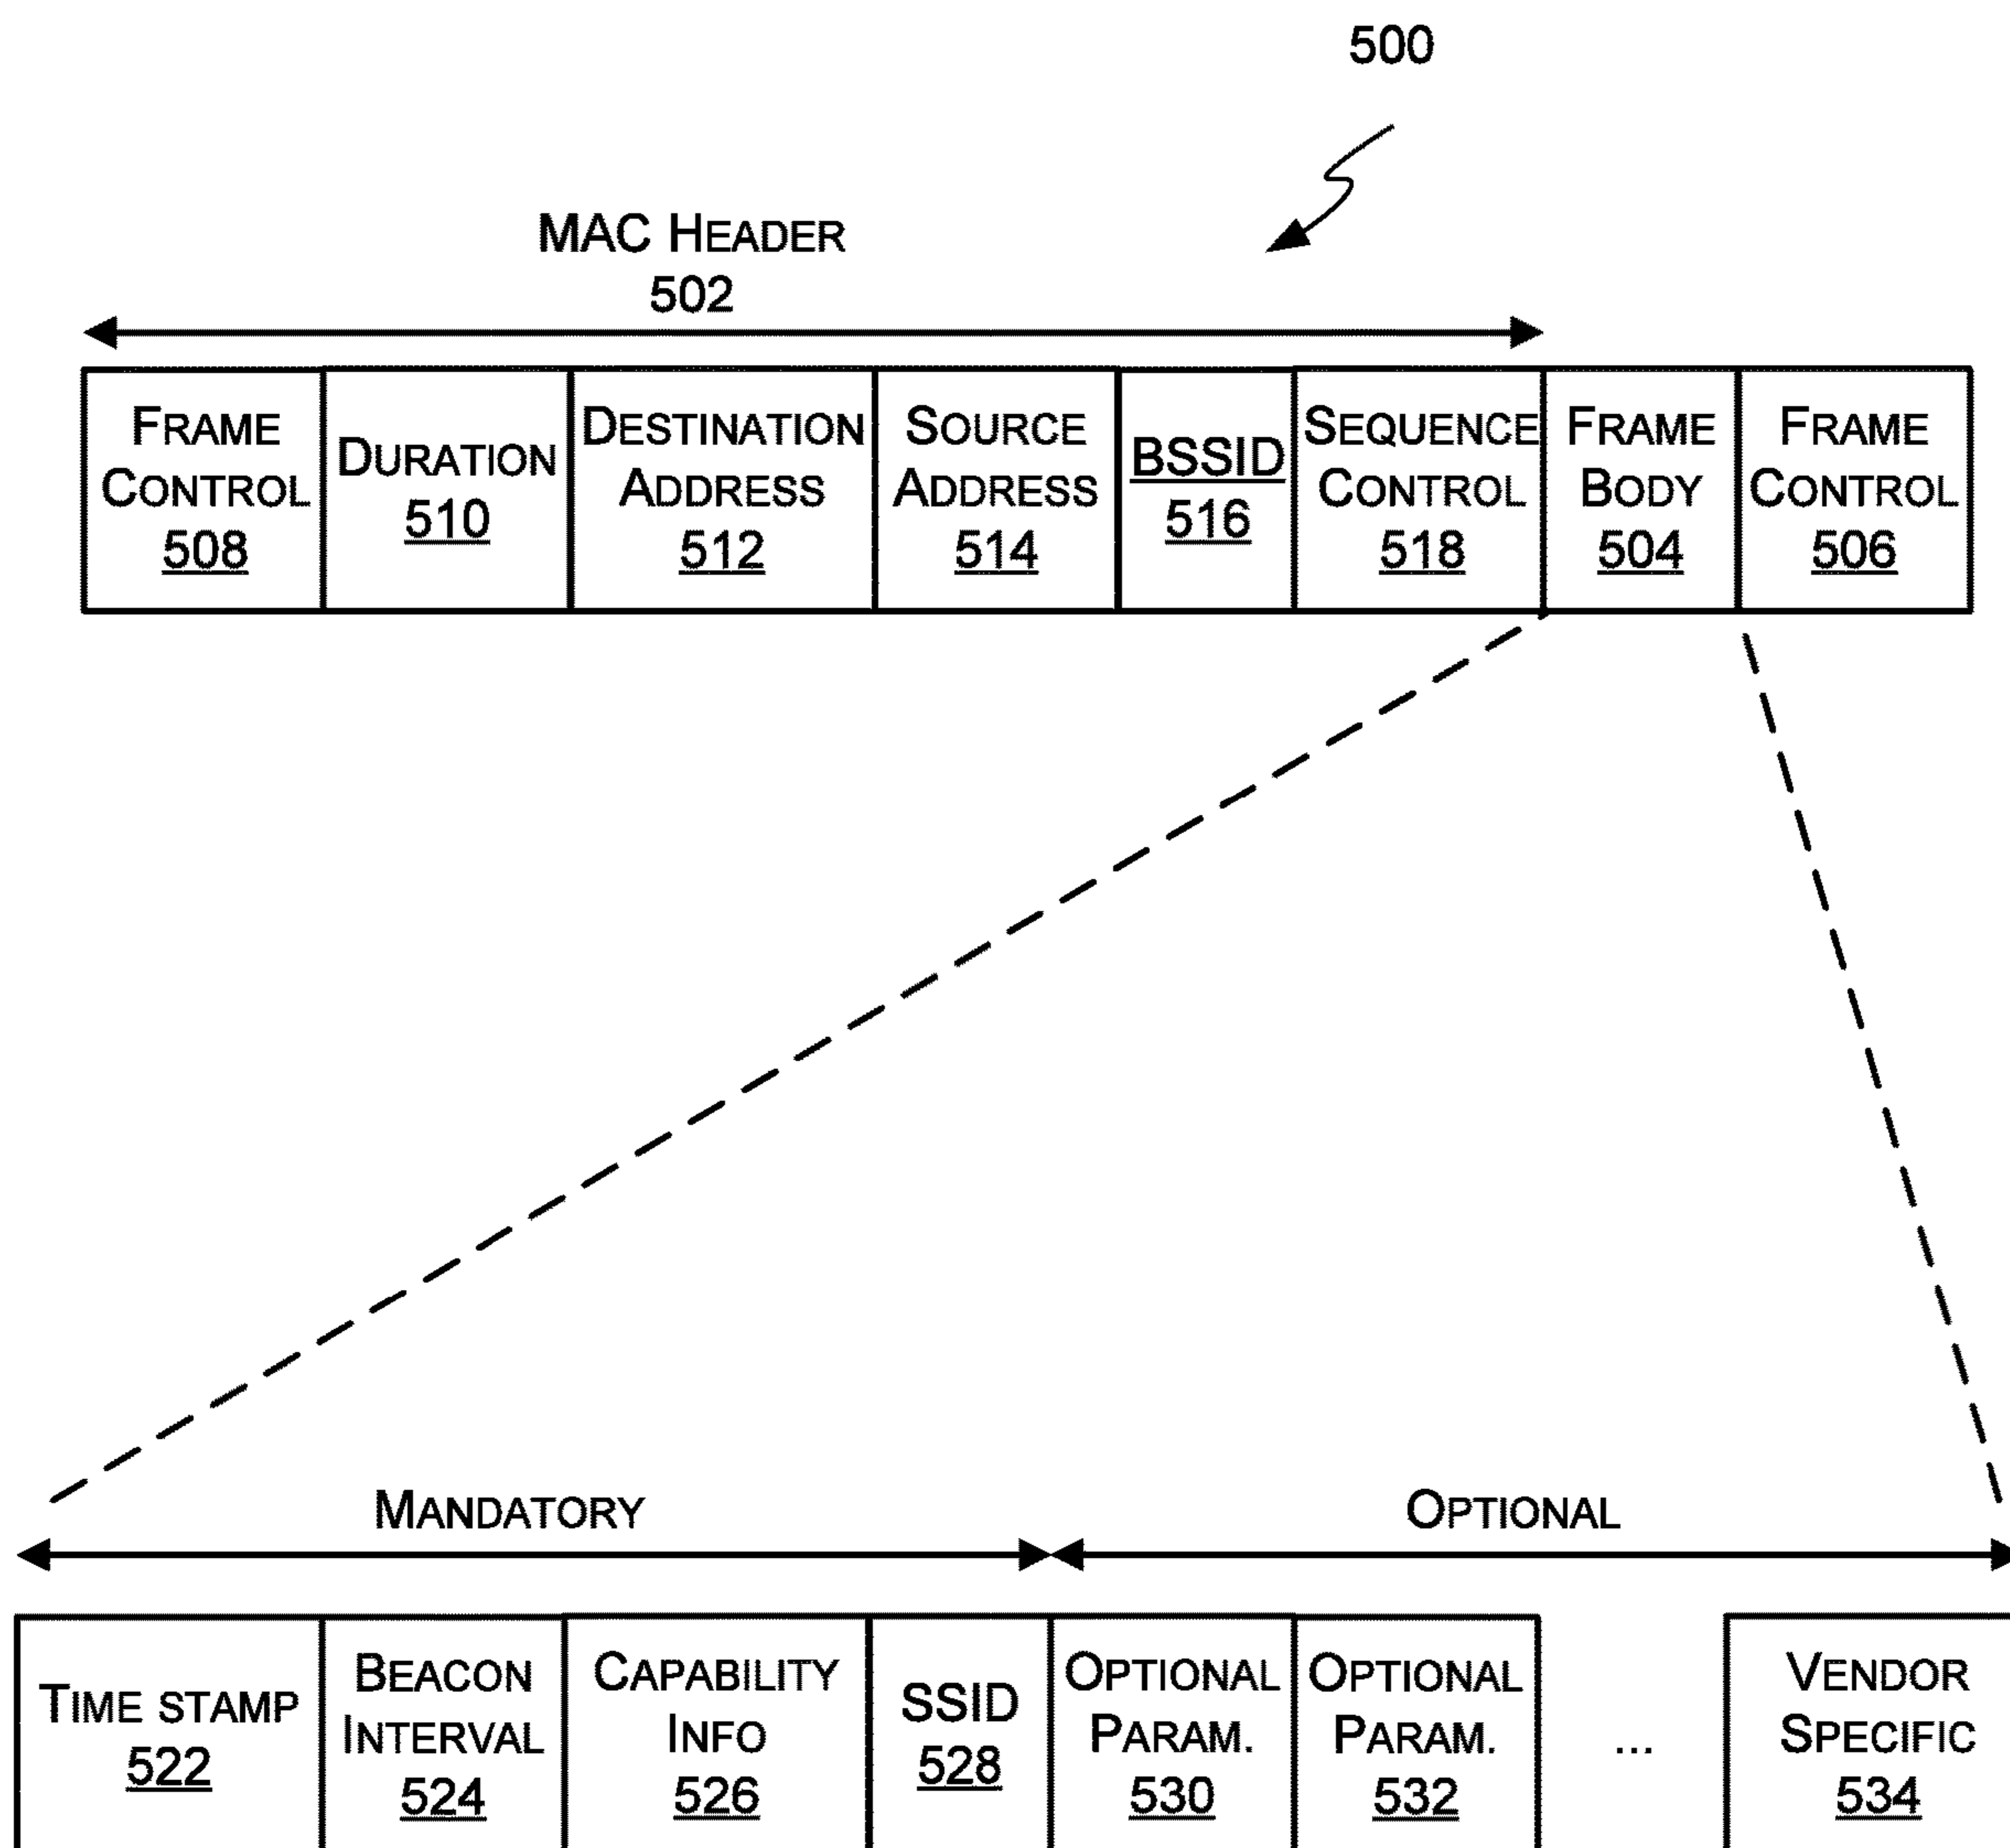 500
MAC HEADER
502
FRAME CONTROL 508
DURATION 510
DESTINATION ADDRESS 512
SOURCE ADDRESS 514
BSSID 516
SEQUENCE CONTROL 518
FRAME BODY 504
FRAME CONTROL 506
MANDATORY
OPTIONAL
TIME STAMP 522
BEACON INTERVAL 524
CAPABILITY INFO 526
SSID 528
OPTIONAL PARAM. 530
OPTIONAL PARAM. 532
...
VENDOR SPECIFIC 534